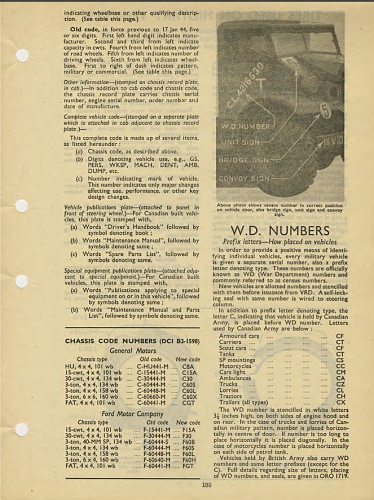 indicating wheelbase or other qualifying descrip-
tion. (See table this page.)
Old code, in force previous to 17 Jan 44, five
or six digits. First left hand digit indicates manu-
facturer. Second and third from left indicate
capacity in cwts. Fourth from left indicates number
of road wheels. Fifth from left indicates number of
driving wheels. Sixth from left indicates wheel-
base. First to right of dash indicates pattern,
military or commercial. (See table this page.)
Other information—(stamped on chassis record plate,
in cab.)—In addition to cab code and chassis code,
the chassis record plate carries chassis serial
number, engine serial number, order number and
date of manufacture.
Complete vehicle code—(stamped on a separate plate
which is attached in cab adjacent to chassis record
plate.)—
This complete code is made up of several items,
as listed hereunder :
(a) Chassis code, as described above.
(b) Digits denoting vehicle use, e.g., GS,
PERS, WKSP, MACH, DENT, AMB,
DUMP, etc.
(c) Number indicating mark of vehicle.
This number indicates only major changes
affecting use, performance, or other key
design changes.
Vehicle publications plate—(attached to panel in
front of steering wheel.)—For Canadian built vehi-
cles, this plate is stamped with,
(a) Words "Driver's Handbook" followed by
symbol denoting book ;
(b) Words "Maintenance Manual", followed by
symbols denoting same ;
(c) Words "Spare Parts List", followed by
symbols denoting same.
Special equipment publications plate—(attached adja-
cent to special equipment.)—For Canadian built
vehicles, this plate is stamped with,
(a) Words "Publications applying to special
equipment on or in this vehicle", followed
by symbols denoting same ;
(b) Words "Maintenance Manual and Parts
List", followed by symbols denoting same.
CHASSIS CODE NUMBERS (DCI B3-1598)
General Motors
Chassis type Old code New code
HU, 4 x 4, 101 wb C-HU441-M C8A
15-cwt, 4 x 4, 101 wb C-15441-M C15A
30-cwt, 4 x 4, 134 wb C-30444-M C30
3-ton, 4 x 4, 134 wb C-60444-M C60S
3-ton, 4 x 4, 158 wb C-60448-M C60L
3-ton, 6 x 6, 160 wb C-60660-M C60X
FAT, 4 x 4, 101 wb C-60441-M CGT
Ford Motor Company
Chassis type Old code New code
15-cwt, 4 x 4, 101 wb F-15441-M F15A
30-cwt, 4 x 4, 134 wb F-30444-M F30
3-ton, 40-MM SP, 134 wb F-60444-M F60B
3-ton, 4 x 4, 134 wb F-60444-M F60S
3-ton, 4 x 4, 158 wb F-60448-M F60L
FAT, 4 x 4, 101 wb F-60441-M FGT
W.D. NUMBER
UNIT SIGN
BRIDGE SIGN
CONVOY SIGN
Above photo shows census number in correct position
on vehicle door, also bridge sign, unit sign and convoy
sign.
W.D. NUMBERS
Prefix letters—How placed on vehicles.
In order to provide a positive means of identi-
fying individual vehicles, every military vehicle
is given a separate serial number, also a prefix
letter denoting type. These numbers are officially
known as WD (War Department) numbers and
commonly referred to as census numbers.
New vehicles are allotted numbers and stencilled
with them before issuance from VRD. A self-lock-
ing seal with same number is wired to steering
column.
In addition to prefix letter denoting type, the
letter C, indicating that vehicle is held by Canadian
Army, is placed before WD number. Letters
used by Canadian Army are below :
Armoured cars CF
Carriers CT
Scout cars CF
Tanks CT
SP mountings CS
Motorcycles CC
Cars light CM
Ambulances CA
Trucks CZ
Lorries CL
Tractors CH
Trailers (all types) CX
The WD number is stencilled in white letters
3½ inches high, on both sides of engine hood and
on rear. In the case of trucks and lorries of Can-
adian military pattern, number is placed horizon-
tally in centre of door. If number is too long to
place horizontally it is placed diagonally. In the
case of motorcycles number is placed horizontally
on each side of petrol tank.
Vehicles held by British Army also carry WD
numbers and same letter prefixes (except for the
C). Full details regarding size of letters, placing
of WD numbers, and seals, are given in ORO 1719.